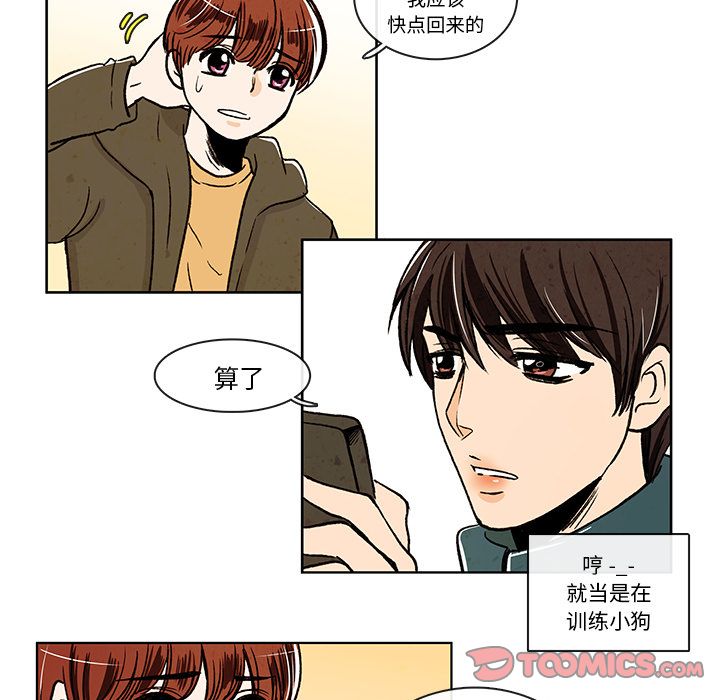 我应该
快点回来的
算了
哼 -_-
就当是在
训练小狗
TOOMICS.COM